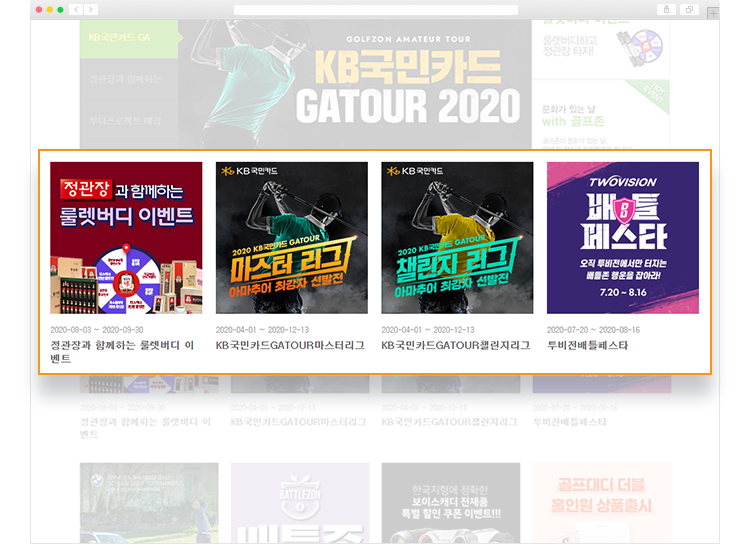 KB국민카드 GA
정관장과 함께하는
GOLFZON AMATEUR TOUR
KB국민카드
GATOUR 2020
룰렛버디하고
정관장 타자!
문화가 있는 날
with 골프존
정관장과 함께하는
룰렛버디 이벤트
KB국민카드
2020 KB국민카드 GATOUR
마스터 리그
아마추어 최강자 선발전
KB국민카드
2020 KB국민카드 GATOUR
챌린지 리그
아마추어 최강자 선발전
TWOVISION
배틀
페스타
오직 투비전에서만 터지는
배틀존 행운을 잡아라!
7.20 ~ 8.16
2020-08-03 ~ 2020-09-30
정관장과 함께하는 룰렛버디 이
벤트
2020-04-01 ~ 2020-12-13
KB국민카드GATOUR마스터리그
2020-04-01 ~ 2020-12-13
KB국민카드GATOUR챌린지리그
2020-07-20 ~ 2020-08-16
투비전배틀페스타
2020-08-03 ~ 2020-09-30
정관장과 함께하는 룰렛버디 이
벤트
2020-04-01 ~ 2020-12-13
KB국민카드GATOUR마스터리그
2020-04-01 ~ 2020-12-13
KB국민카드GATOUR챌린지리그
2020-07-20 ~ 2020-08-16
투비전배틀페스타
BATTLEZON
배틀존
한국지형에 정확한
보이스캐디 전제품
특별 할인 쿠폰 이벤트!!!
골프대디 더블
홀인원 상품출시